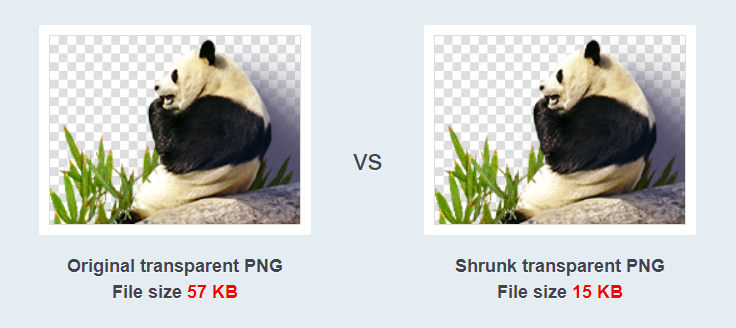 vs
Original transparent PNG
File size 57 KB
Shrunk transparent PNG
File size 15 KB